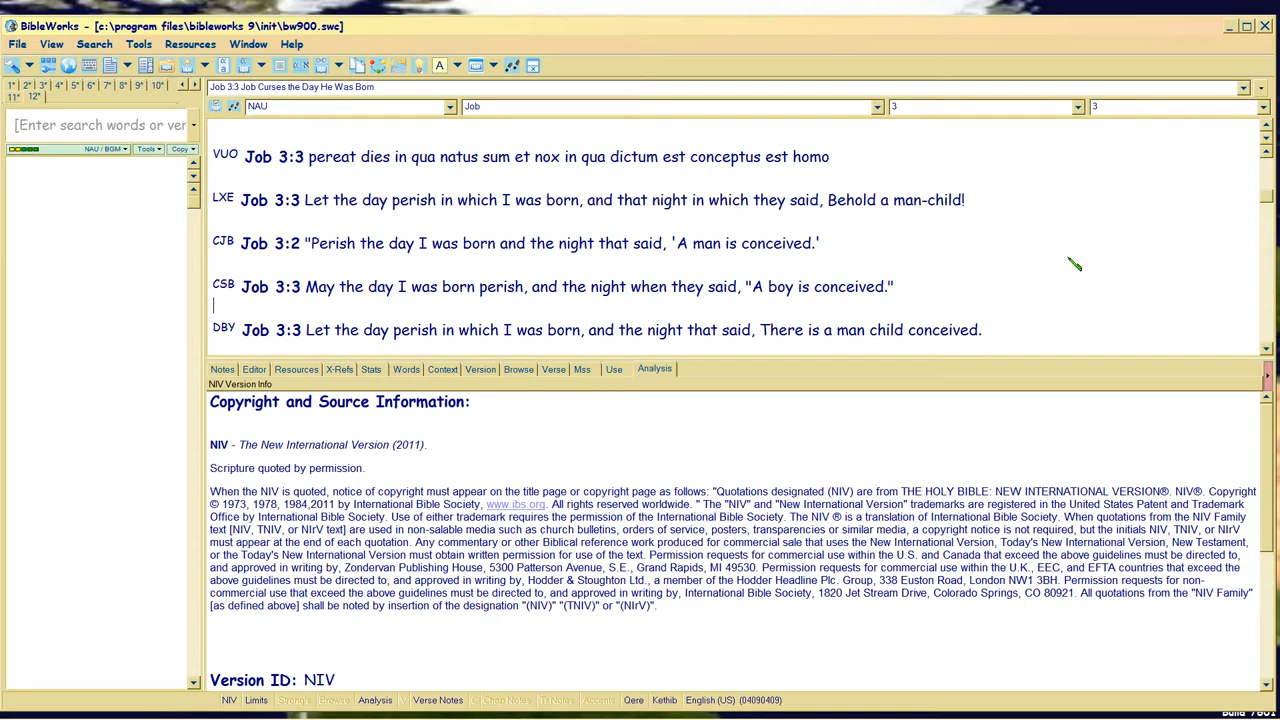 BibleWorks - [c:\program files\bibleworks 9\init\bw900.swc]
File View Search Tools Resources Window Help
1* 2* 3* 4* 5* 6* 7* 8* 9* 10*
11* 12*
Job 3:3 Job Curses the Day He Was Born
NAU Job 3 3
[Enter search words or ver
NAU / BGM Tools Copy
VUO Job 3:3 pereat dies in qua natus sum et nox in qua dictum est conceptus est homo
LXE Job 3:3 Let the day perish in which I was born, and that night in which they said, Behold a man-child!
CJB Job 3:2 "Perish the day I was born and the night that said, 'A man is conceived.'
CSB Job 3:3 May the day I was born perish, and the night when they said, "A boy is conceived."
DBY Job 3:3 Let the day perish in which I was born, and the night that said, There is a man child conceived.
Notes Editor Resources X-Refs Stats Words Context Version Browse Verse Mss Use Analysis
NIV Version Info
Copyright and Source Information:
NIV - The New International Version (2011).
Scripture quoted by permission.
When the NIV is quoted, notice of copyright must appear on the title page or copyright page as follows: "Quotations designated (NIV) are from THE HOLY BIBLE: NEW INTERNATIONAL VERSION®. NIV®. Copyright
© 1973, 1978, 1984,2011 by International Bible Society, www.ibs.org. All rights reserved worldwide. " The "NIV" and "New International Version" trademarks are registered in the United States Patent and Trademark
Office by International Bible Society. Use of either trademark requires the permission of the International Bible Society. The NIV ® is a translation of International Bible Society. When quotations from the NIV Family
text [NIV, TNIV, or NIrV text] are used in non-salable media such as church bulletins, orders of service, posters, transparencies or similar media, a copyright notice is not required, but the initials NIV, TNIV, or NIrV
must appear at the end of each quotation. Any commentary or other Biblical reference work produced for commercial sale that uses the New International Version, Today's New International Version, New Testament,
or the Today's New International Version must obtain written permission for use of the text. Permission requests for commercial use within the U.S. and Canada that exceed the above guidelines must be directed to,
and approved in writing by, Zondervan Publishing House, 5300 Patterson Avenue, S.E., Grand Rapids, MI 49530. Permission requests for commercial use within the U.K., EEC, and EFTA countries that exceed the
above guidelines must be directed to, and approved in writing by, Hodder & Stoughton Ltd., a member of the Hodder Headline Plc. Group, 338 Euston Road, London NW1 3BH. Permission requests for non-
commercial use that exceed the above guidelines must be directed to, and approved in writing by, International Bible Society, 1820 Jet Stream Drive, Colorado Springs, CO 80921. All quotations from the "NIV Family"
[as defined above] shall be noted by insertion of the designation "(NIV)" "(TNIV)" or "(NIrV)".
Version ID: NIV
NIV Limits Strong's Browse Analysis V Verse Notes C Chap Notes Accents Qere Kethib English (US) (04090409)